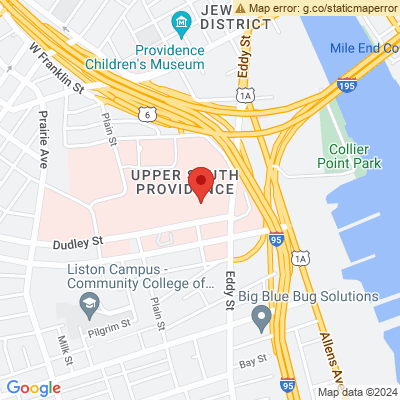 Map error: g.co/staticmaperror
JEW
DISTRICT
Eddy St
W Franklin St
Providence
Children's Museum
Mile End Co
195
1A
Prairie Ave
Plain St
6
Collier
Point Park
UPPER SOUTH
PROVIDENCE
Dudley St
95
1A
Liston Campus -
Community College of...
Plain St
Eddy St
Big Blue Bug Solutions
Pilgrim St
Milk St
Allens Ave
Bay St
95
Google
Map data ©2024